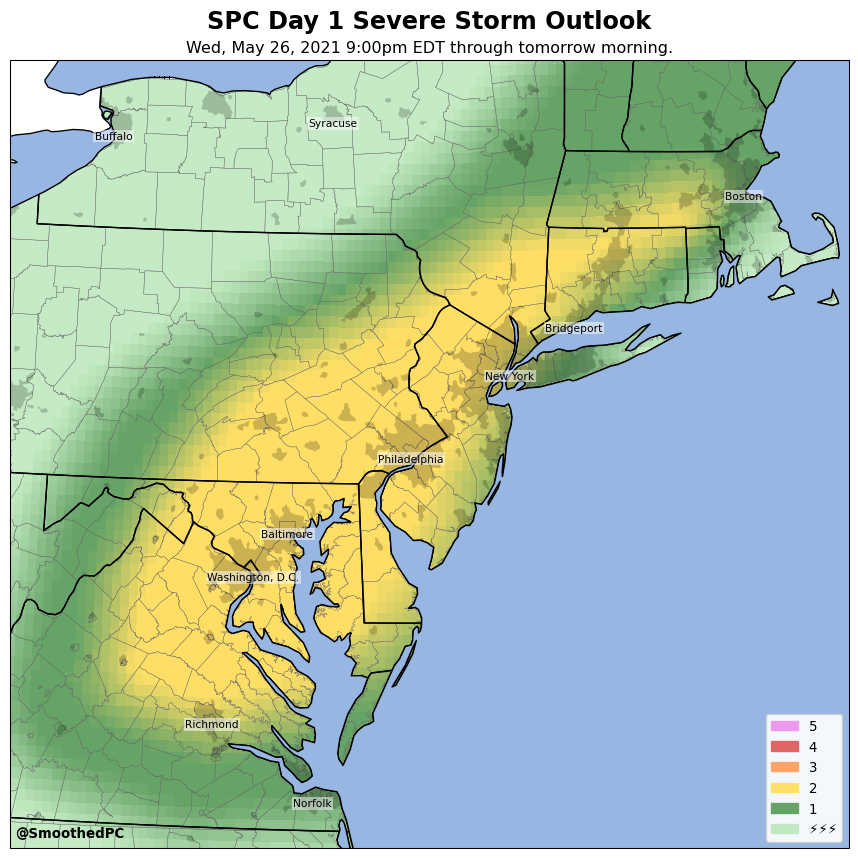 SPC Day 1 Severe Storm Outlook
Wed, May 26, 2021 9:00pm EDT through tomorrow morning.
Buffalo
Syracuse
Boston
Bridgeport
New York
Philadelphia
Baltimore
Washington, D.C.
Richmond
Norfolk
5
4
3
2
1
⚡⚡⚡
@SmoothedPC